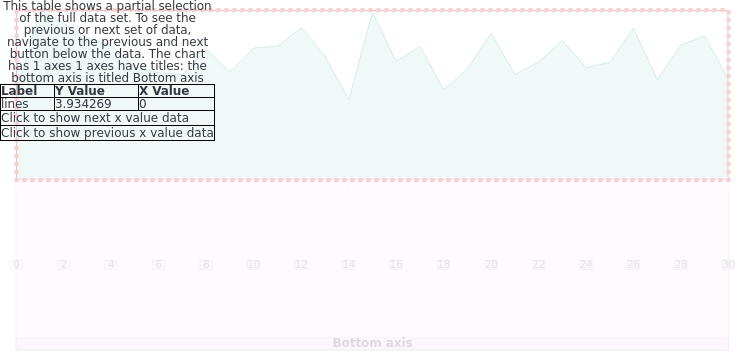 This table shows a partial selection
of the full data set. To see the
previous or next set of data,
navigate to the previous and next
button below the data. The chart
has 1 axes 1 axes have titles: the
bottom axis is titled Bottom axis
Label Y Value X Value
lines 3.934269 0
Click to show next x value data
Click to show previous x value data
0 2 4 6 8 10 12 14 16 18 20 22 24 26 28 30
Bottom axis